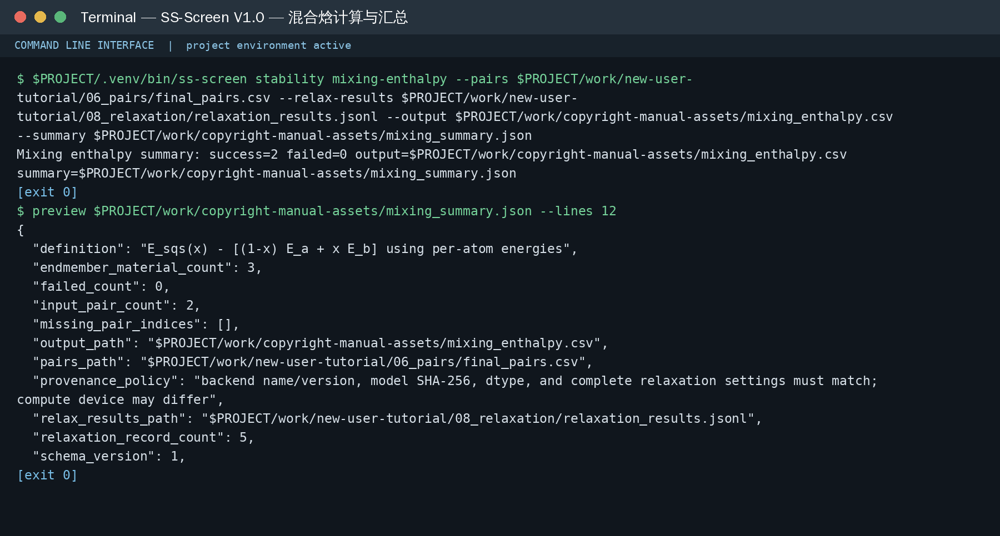 Terminal — SS-Screen V1.0 — 混合焓计算与汇总
COMMAND LINE INTERFACE  |  project environment active
$ $PROJECT/.venv/bin/ss-screen stability mixing-enthalpy --pairs $PROJECT/work/new-user-
tutorial/06_pairs/final_pairs.csv --relax-results $PROJECT/work/new-user-
tutorial/08_relaxation/relaxation_results.jsonl --output $PROJECT/work/copyright-manual-assets/mixing_enthalpy.csv
--summary $PROJECT/work/copyright-manual-assets/mixing_summary.json
Mixing enthalpy summary: success=2 failed=0 output=$PROJECT/work/copyright-manual-assets/mixing_enthalpy.csv
summary=$PROJECT/work/copyright-manual-assets/mixing_summary.json
[exit 0]
$ preview $PROJECT/work/copyright-manual-assets/mixing_summary.json --lines 12
{
  "definition": "E_sqs(x) - [(1-x) E_a + x E_b] using per-atom energies",
  "endmember_material_count": 3,
  "failed_count": 0,
  "input_pair_count": 2,
  "missing_pair_indices": [],
  "output_path": "$PROJECT/work/copyright-manual-assets/mixing_enthalpy.csv",
  "pairs_path": "$PROJECT/work/new-user-tutorial/06_pairs/final_pairs.csv",
  "provenance_policy": "backend name/version, model SHA-256, dtype, and complete relaxation settings must match;
compute device may differ",
  "relax_results_path": "$PROJECT/work/new-user-tutorial/08_relaxation/relaxation_results.jsonl",
  "relaxation_record_count": 5,
  "schema_version": 1,
[exit 0]